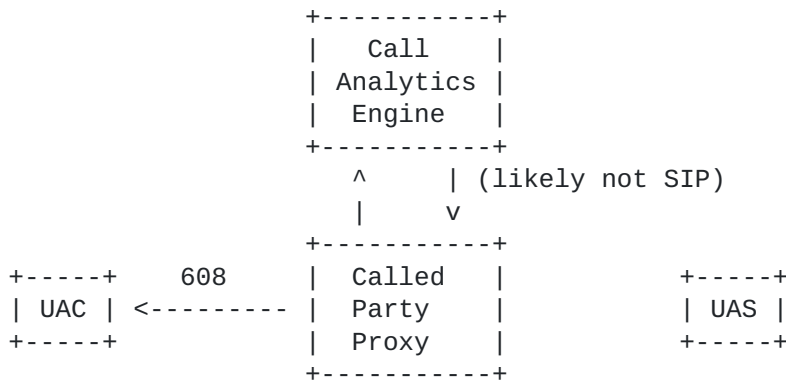 Call
Analytics
Engine
(likely not SIP)
608 Called
UAC Party UAS
Proxy